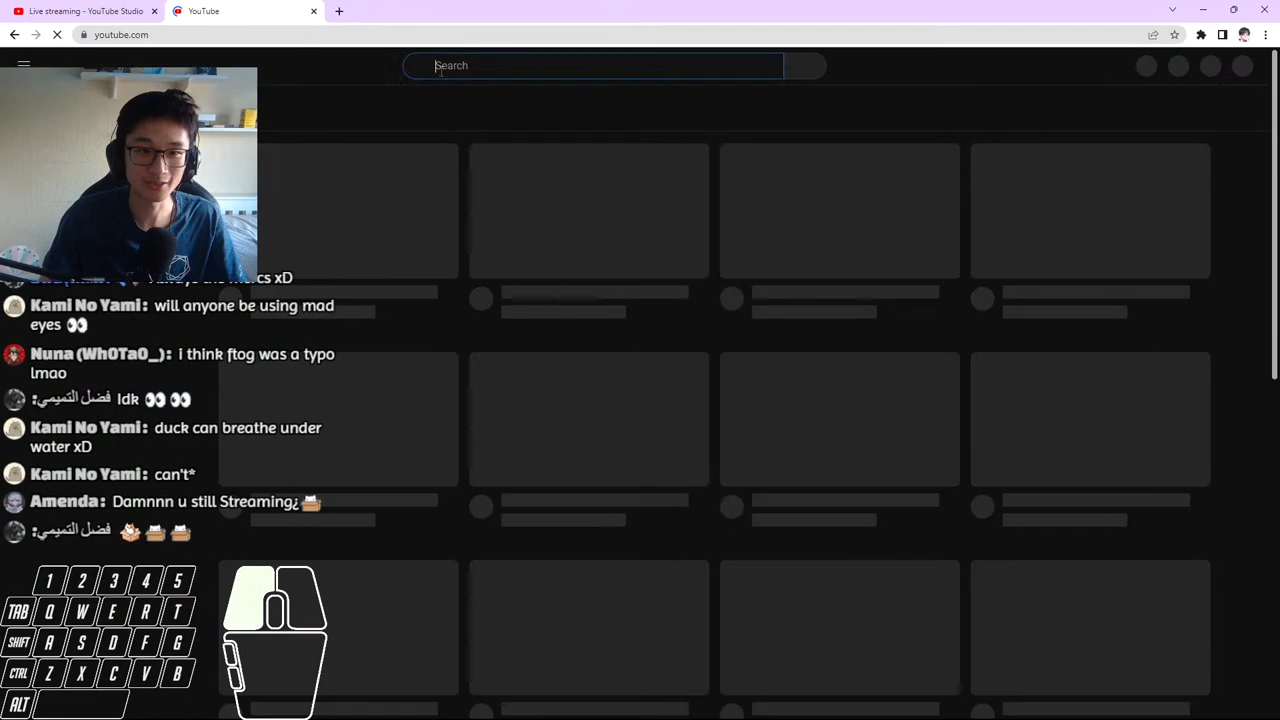 Live streaming - YouTube Studio
YouTube
youtube.com
Search
xD
Kami No Yami: will anyone be using mad
eyes 👀
Nuna (WhOTaO_): i think ftog was a typo
lmao
فضل التميمي: Idk 👀 👀
Kami No Yami: duck can breathe under
water xD
Kami No Yami: can't*
Amenda: Damnnn u still Streaming¿
فضل التميمي:
1 2 3 4 5
TAB Q W E R T
SHIFT A S D F G
CTRL Z X C V B
ALT